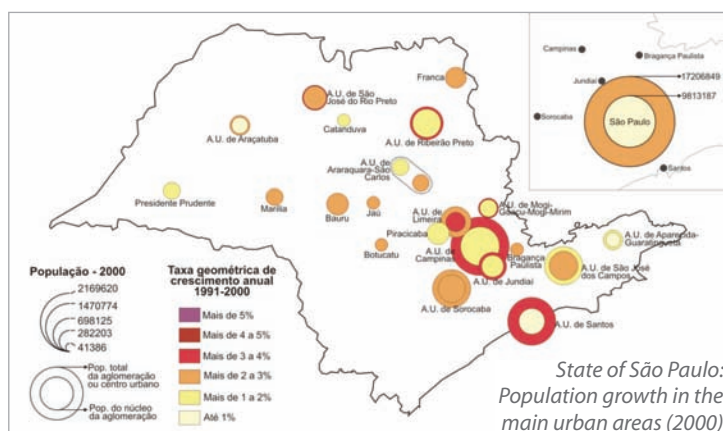 Campinas
Bragança Paulista
Jundiaí
17206849
9813187
São Paulo
Sorocaba
Santos
Franca
A.U. de São
José do Rio Preto
Catanduva
A.U. de Araçatuba
A.U. de Ribeirão Preto
A.U. de
Araraquara-São
Carlos
Presidente Prudente
Marília
Bauru
Jaú
A.U. de Mogi-
Guaçu-Mogi-Mirim
A.U. de
Limeira
Piracicaba
A.U. de
Campinas
Botucatu
Bragança
Paulista
A.U. de Aparecida-
Guaratinguetá
A.U. de São José
dos Campos
A.U. de Jundiaí
A.U. de Sorocaba
A.U. de Santos
População - 2000
2169620
1470774
698125
282203
41386
Pop. total
da aglomeração
ou centro urbano
Pop. do núcleo
da aglomeração
Taxa geométrica de
crescimento anual
1991-2000
Mais de 5%
Mais de 4 a 5%
Mais de 3 a 4%
Mais de 2 a 3%
Mais de 1 a 2%
Até 1%
State of São Paulo:
Population growth in the
main urban areas (2000)